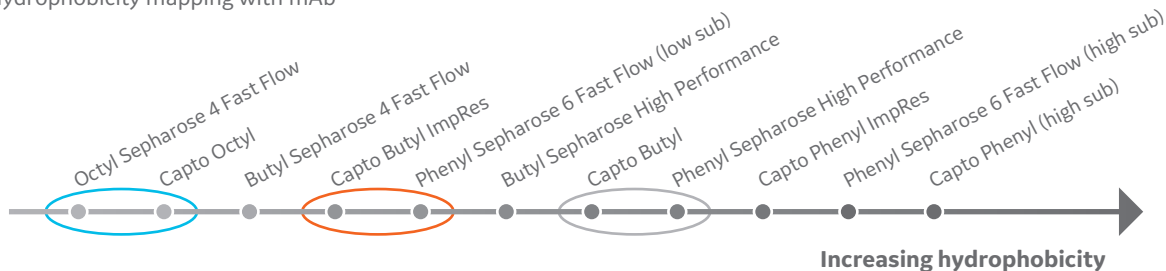 hydrophobicity mapping with mAb
Octyl Sepharose 4 Fast Flow
Capto Octyl
Butyl Sepharose 4 Fast Flow
Capto Butyl ImpRes
Phenyl Sepharose 6 Fast Flow (low sub)
Butyl Sepharose High Performance
Capto Butyl
Phenyl Sepharose High Performance
Capto Phenyl ImpRes
Phenyl Sepharose 6 Fast Flow (high sub)
Capto Phenyl (high sub)
Increasing hydrophobicity